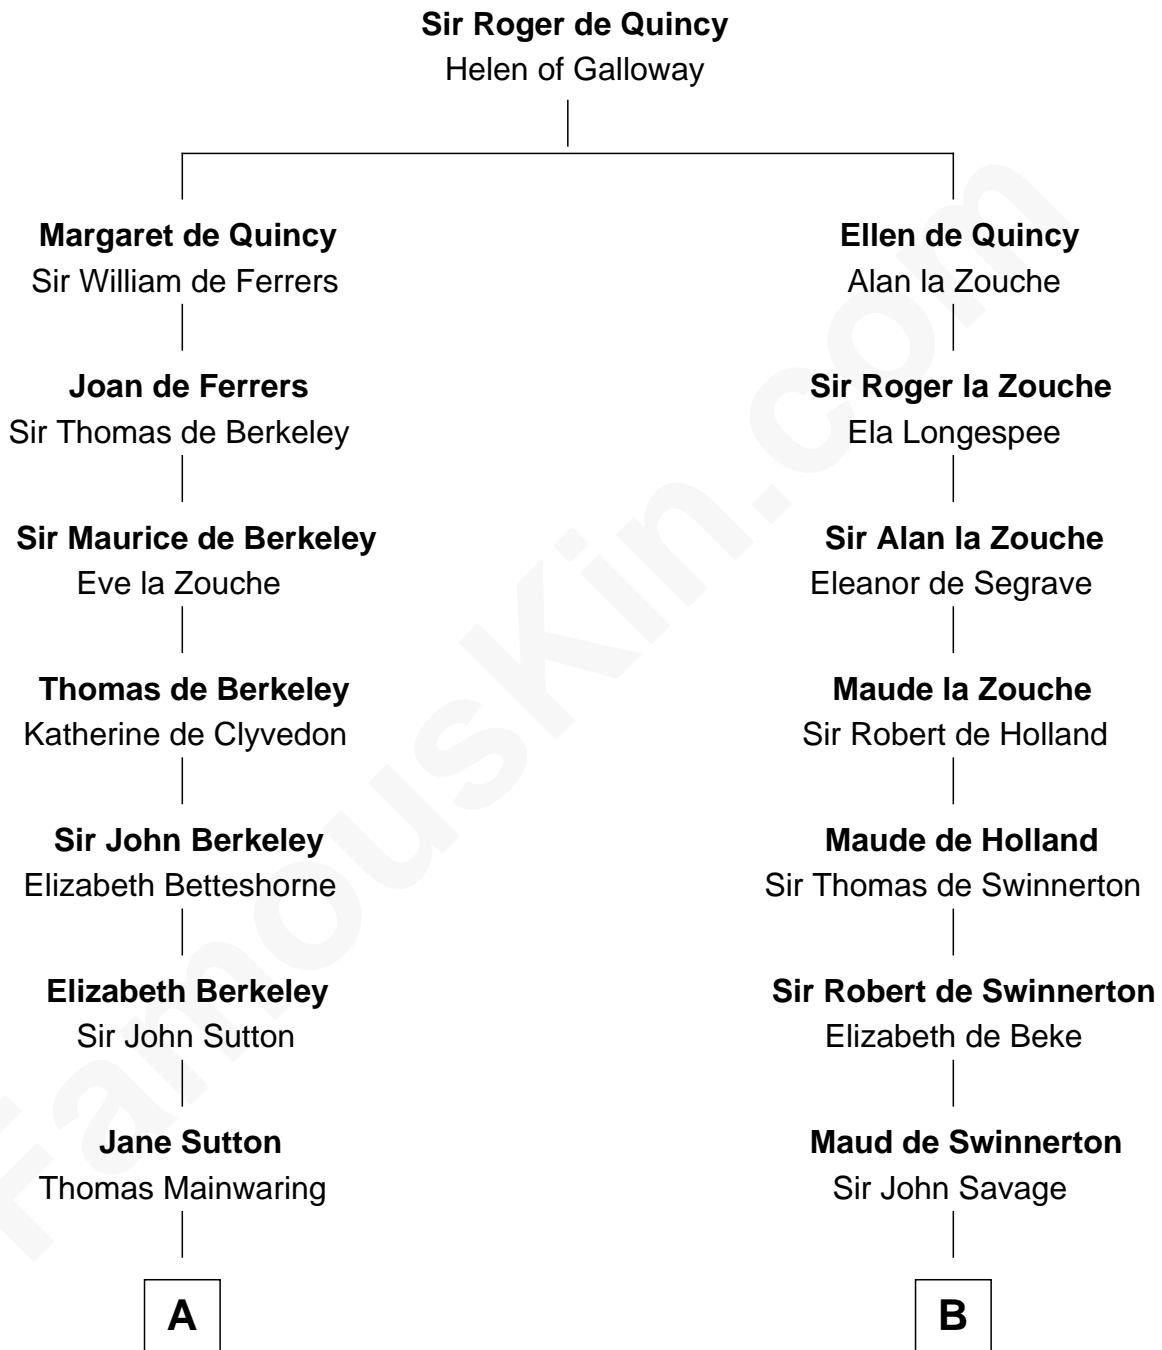 Sir Roger de Quincy
Helen of Galloway
Margaret de Quincy
Sir William de Ferrers
Ellen de Quincy
Alan la Zouche
Joan de Ferrers
Sir Thomas de Berkeley
Sir Roger la Zouche
Ela Longespee
Sir Maurice de Berkeley
Eve la Zouche
Sir Alan la Zouche
Eleanor de Segrave
Thomas de Berkeley
Katherine de Clyvedon
Maude la Zouche
Sir Robert de Holland
Sir John Berkeley
Elizabeth Betteshorne
Maude de Holland
Sir Thomas de Swinnerton
Elizabeth Berkeley
Sir John Sutton
Sir Robert de Swinnerton
Elizabeth de Beke
Jane Sutton
Thomas Mainwaring
Maud de Swinnerton
Sir John Savage
A
B
FamousKin.com